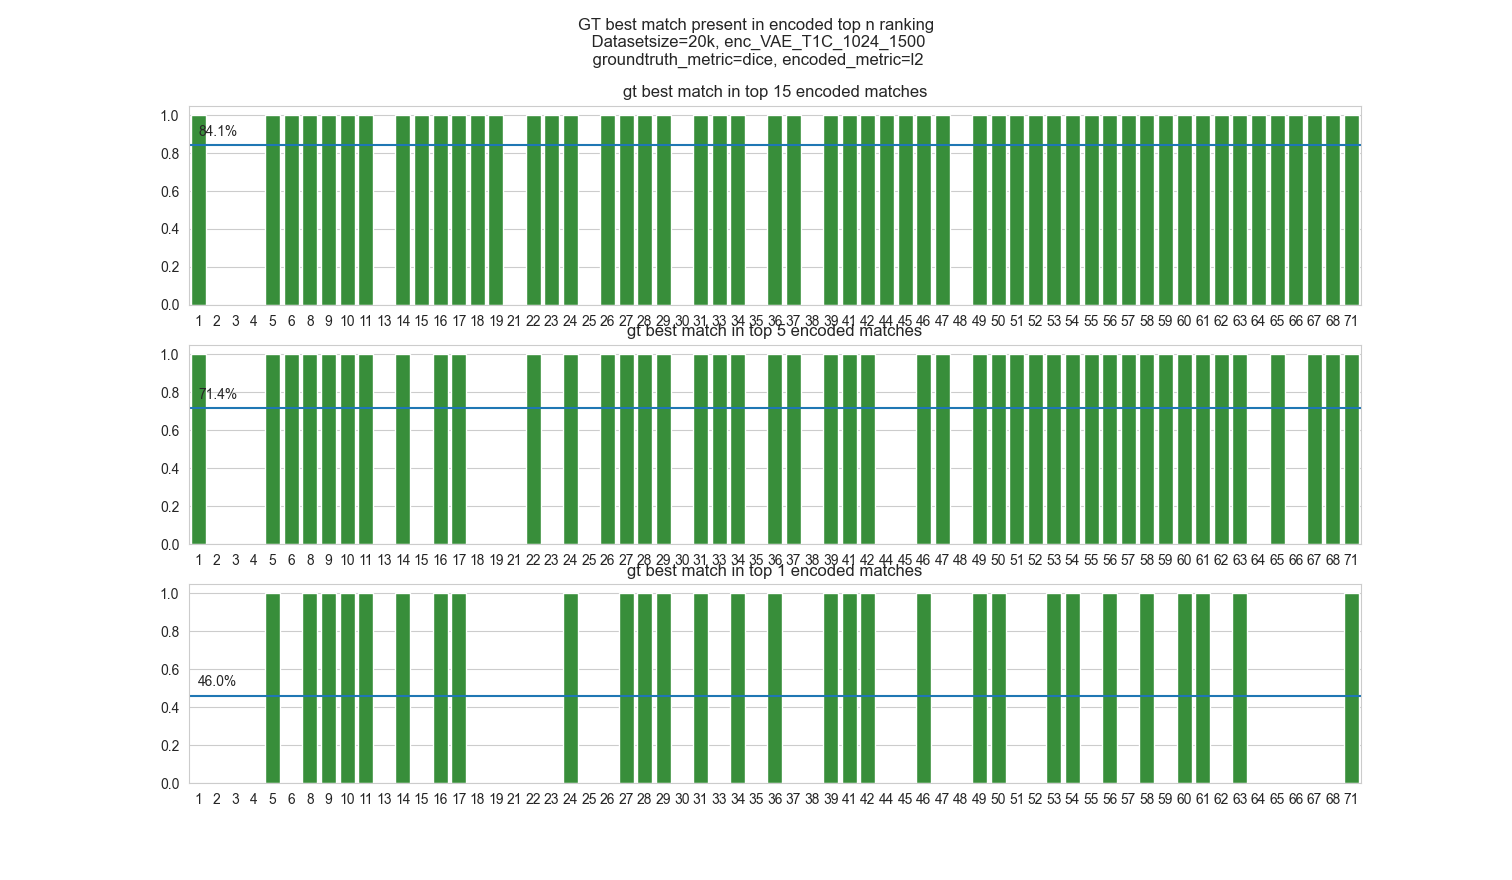 GT best match present in encoded top n ranking
Datasetsize=20k, enc_VAE_T1C_1024_1500
groundtruth_metric=dice, encoded_metric=l2
gt best match in top 15 encoded matches
1.0
84.1%
0.8
0.6
0.4
0.2
0.0
1 2 3 4 5 6 8 9 10 11 13 14 15 16 17 18 19 21 22 23 24 25 26 27 28 29 30 31 33 34 35 36 37 38 39 41 42 44 45 46 47 48 49 50 51 52 53 54 55 56 57 58 59 60 61 62 63 64 65 66 67 68 71
gt best match in top 5 encoded matches
1.0
0.8
71.4%
0.6
0.4
0.2
0.0
1 2 3 4 5 6 8 9 10 11 13 14 15 16 17 18 19 21 22 23 24 25 26 27 28 29 30 31 33 34 35 36 37 38 39 41 42 44 45 46 47 48 49 50 51 52 53 54 55 56 57 58 59 60 61 62 63 64 65 66 67 68 71
gt best match in top 1 encoded matches
1.0
0.8
0.6
46.0%
0.4
0.2
0.0
1 2 3 4 5 6 8 9 10 11 13 14 15 16 17 18 19 21 22 23 24 25 26 27 28 29 30 31 33 34 35 36 37 38 39 41 42 44 45 46 47 48 49 50 51 52 53 54 55 56 57 58 59 60 61 62 63 64 65 66 67 68 71